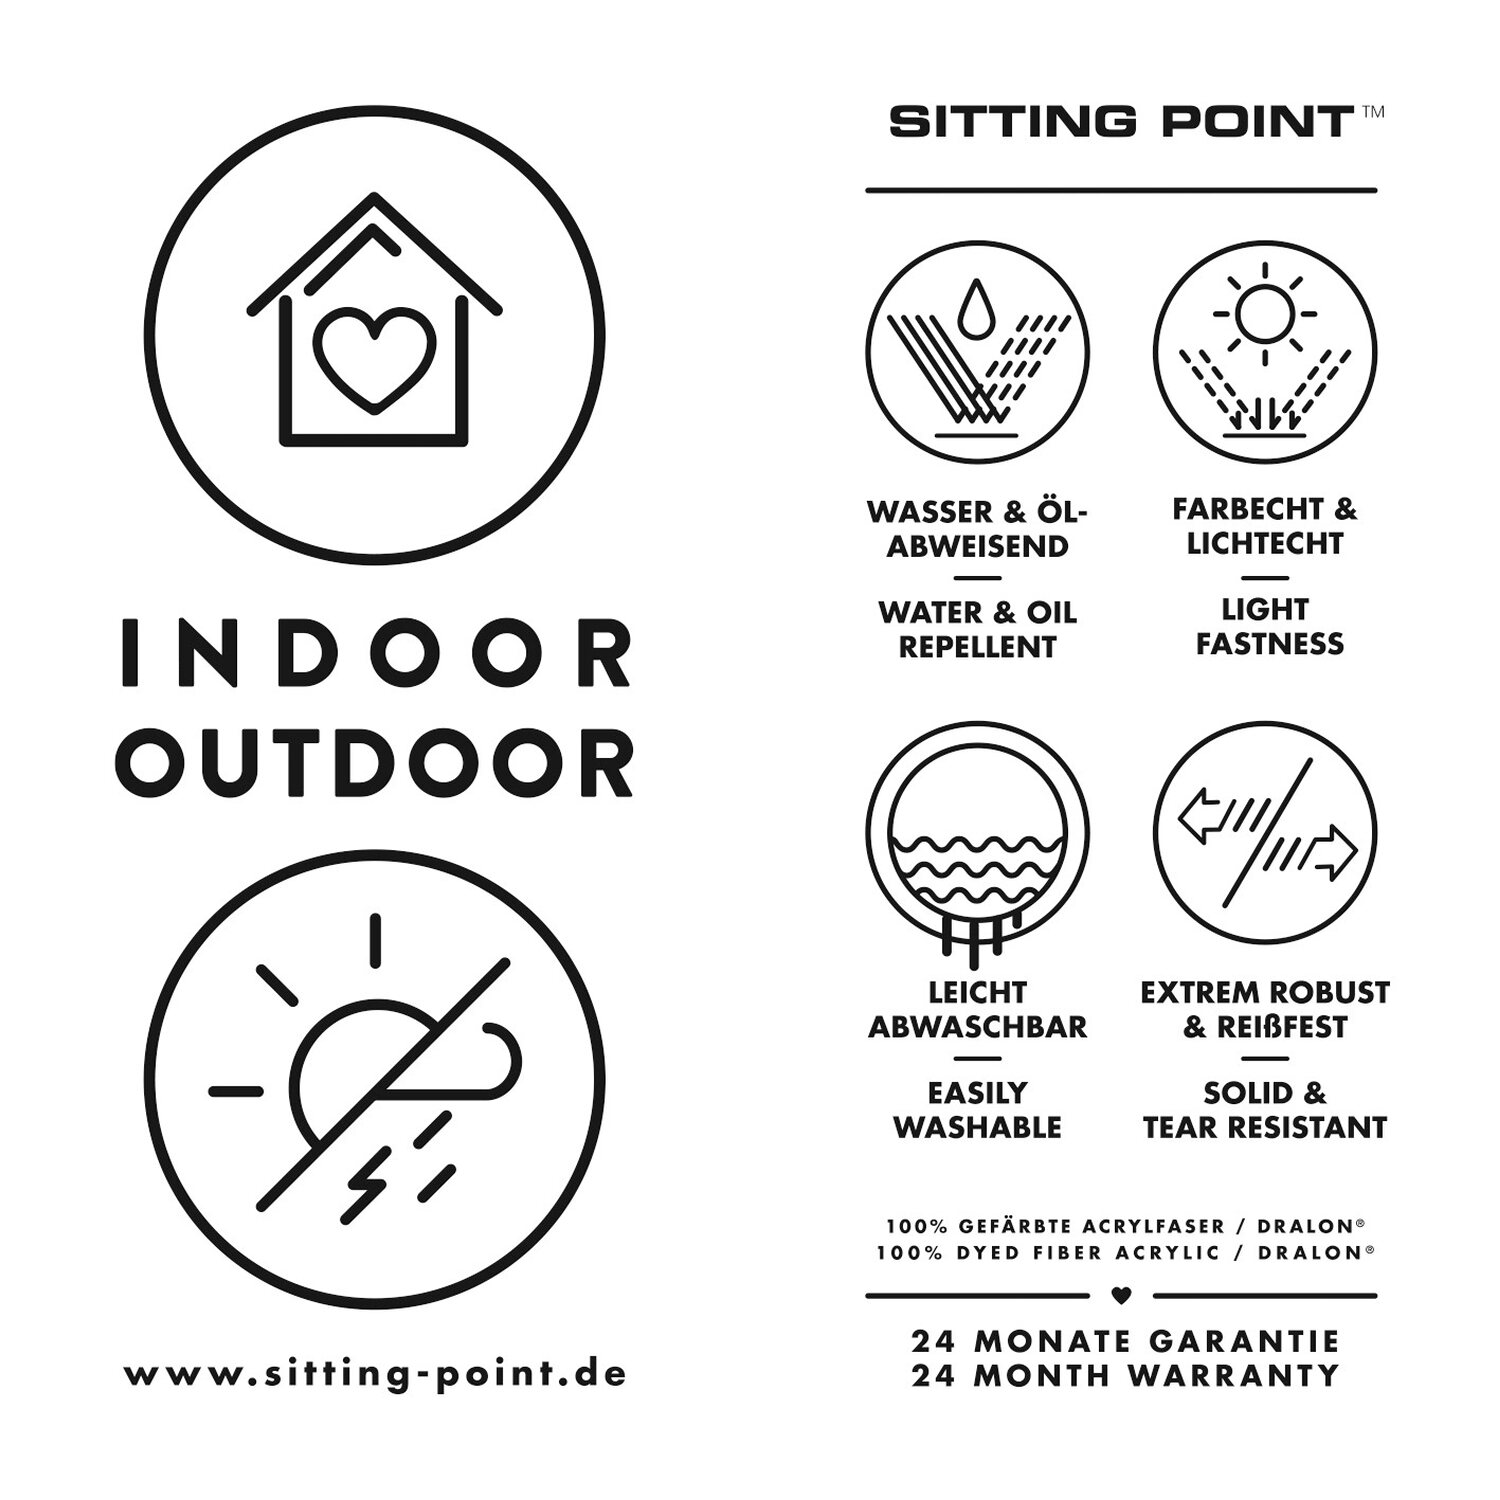 INDOOR
OUTDOOR
www.sitting-point.de
SITTING POINT™
WASSER & ÖL-
ABWEISEND
WATER & OIL
REPELLENT
FARBECHT &
LICHTECHT
LIGHT
FASTNESS
LEICHT
ABWASCHBAR
EASILY
WASHABLE
EXTREM ROBUST
& REIßFEST
SOLID &
TEAR RESISTANT
100% GEFÄRBTE ACRYLFASER / DRALON®
100% DYED FIBER ACRYLIC / DRALON®
24 MONATE GARANTIE
24 MONTH WARRANTY